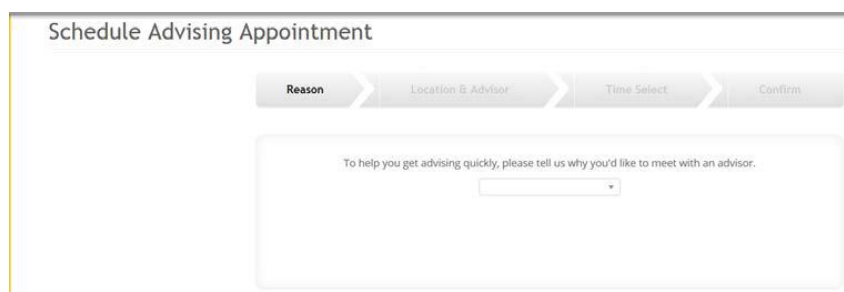 Schedule Advising Appointment
Reason Location & Advisor Time Select Confirm
To help you get advising quickly, please tell us why you'd like to meet with an advisor.